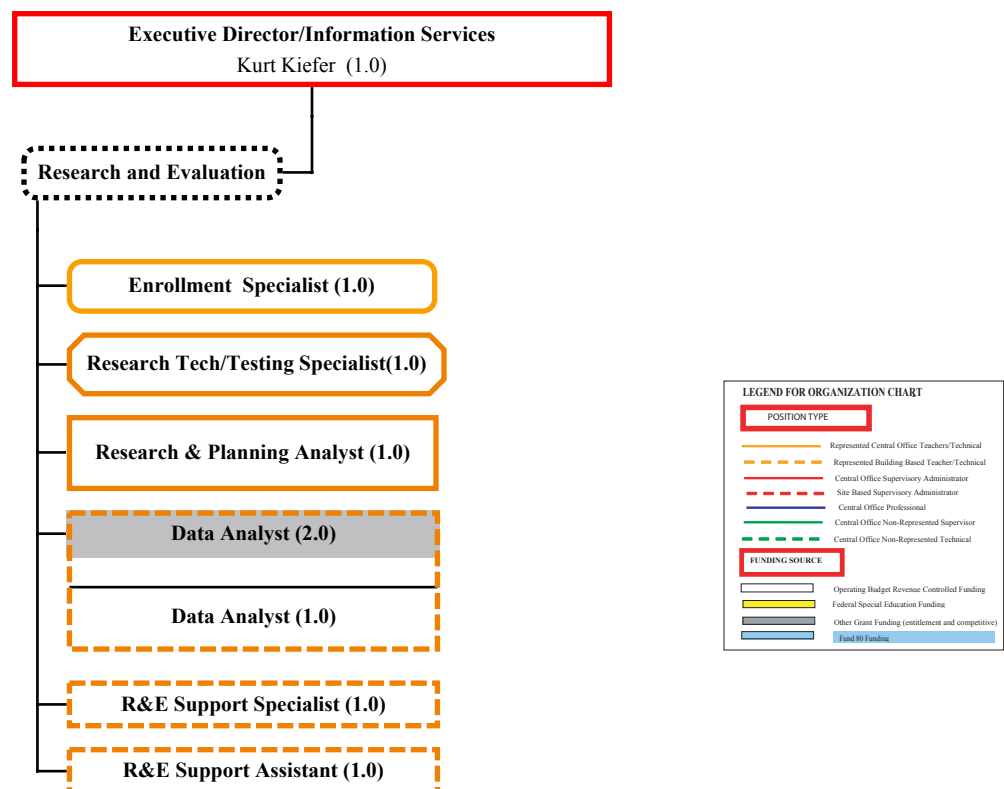 Executive Director/Information Services
Kurt Kiefer (1.0)
Research and Evaluation
Enrollment Specialist (1.0)
Research Tech/Testing Specialist(1.0)
Research & Planning Analyst (1.0)
Data Analyst (2.0)
Data Analyst (1.0)
R&E Support Specialist (1.0)
R&E Support Assistant (1.0)
LEGEND FOR ORGANIZATION CHART
POSITION TYPE
Represented Central Office Teachers/Technical
Represented Building Based Teacher/Technical
Central Office Supervisory Administrator
Site Based Supervisory Administrator
Central Office Professional
Central Office Non-Represented Supervisor
Central Office Non-Represented Technical
FUNDING SOURCE
Operating Budget Revenue Controlled Funding
Federal Special Education Funding
Other Grant Funding (entitlement and competitive)
Fund 80 Funding